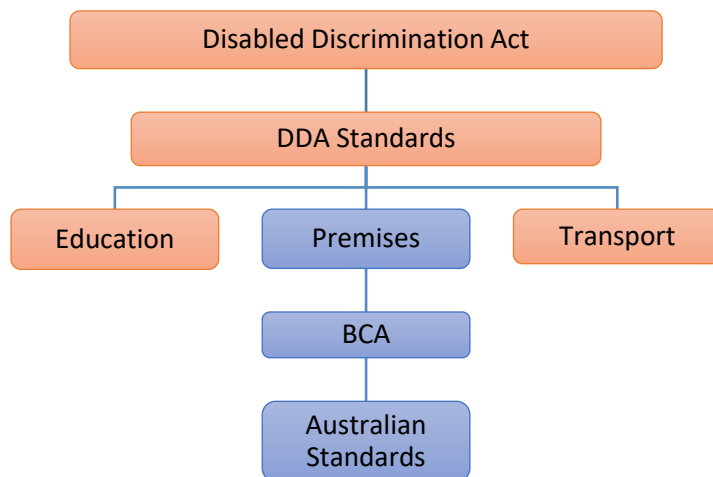 Disabled Discrimination Act
DDA Standards
Education
Premises
Transport
BCA
Australian
Standards